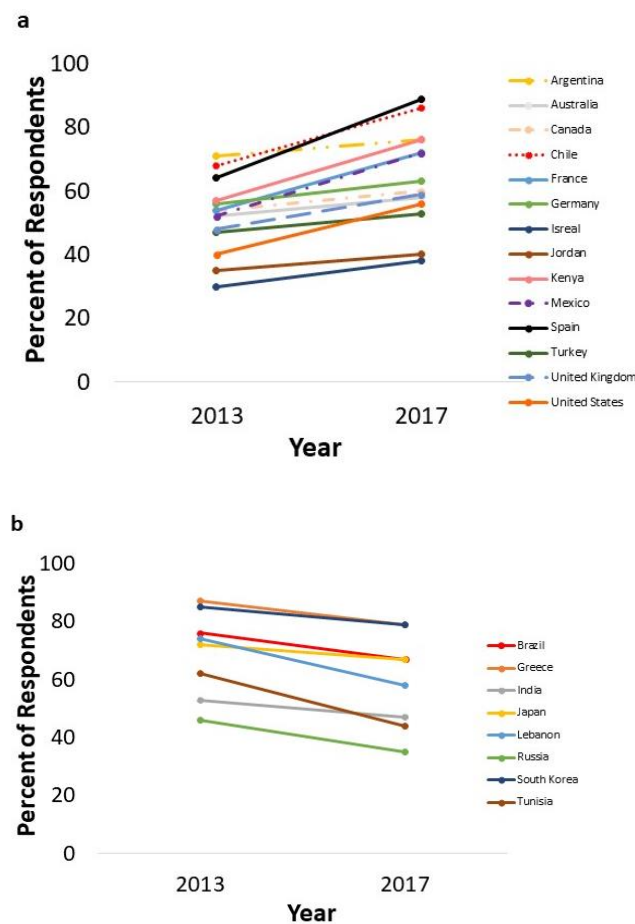 a
Percent of Respondents
100
80
60
40
20
0
2013
2017
Year
Argentina
Australia
Canada
Chile
France
Germany
Isreal
Jordan
Kenya
Mexico
Spain
Turkey
United Kingdom
United States
b
Percent of Respondents
100
80
60
40
20
0
2013
2017
Year
Brazil
Greece
India
Japan
Lebanon
Russia
South Korea
Tunisia